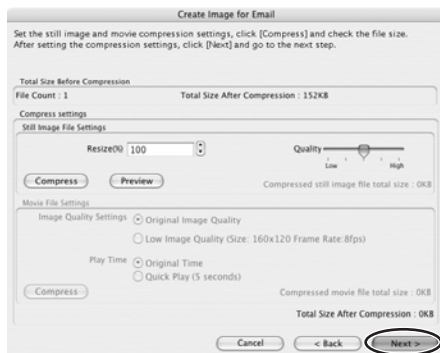 Create Image for Email
Set the still image and movie compression settings, click [Compress] and check the file size.
After setting the compression settings, click [Next] and go to the next step.
Total Size Before Compression
File Count : 1 Total Size After Compression : 152KB
Compress settings
Still Image File Settings
Resize(%) 100 Quality
Low High
Compress Preview Compressed still image file total size : 0KB
Movie File Settings
Image Quality Settings Original Image Quality
Low Image Quality (Size: 160x120 Frame Rate:8fps)
Play Time Original Time
Quick Play (5 seconds)
Compress Compressed movie file total size : 0KB
Total Size After Compression : 0KB
Cancel < Back Next >